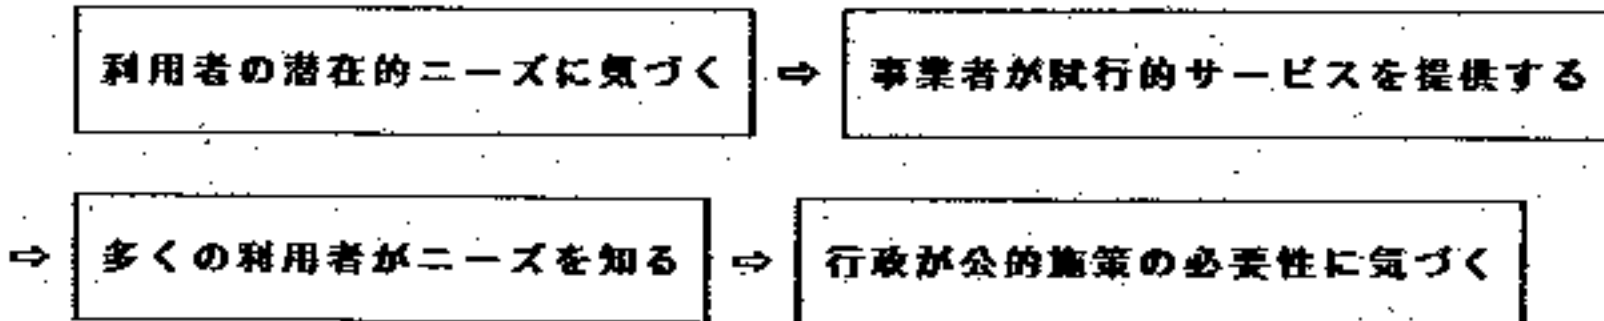 利用者の潜在的ニーズに気づく ⇨ 事業者が試行的サービスを提供する
⇨ 多くの利用者がニーズを知る ⇨ 行政が公的施策の必要性に気づく